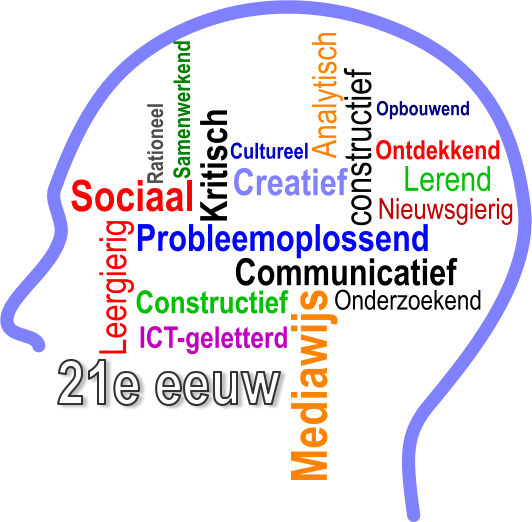 Rationeel
Samenwerkend
Analytisch
constructief
Opbouwend
Kritisch
Cultureel
Ontdekkend
Sociaal
Creatief
Lerend
Nieuwsgierig
Leergierig
Probleemoplossend
Communicatief
Constructief
Mediawijs
Onderzoekend
ICT-geletterd
21e eeuw